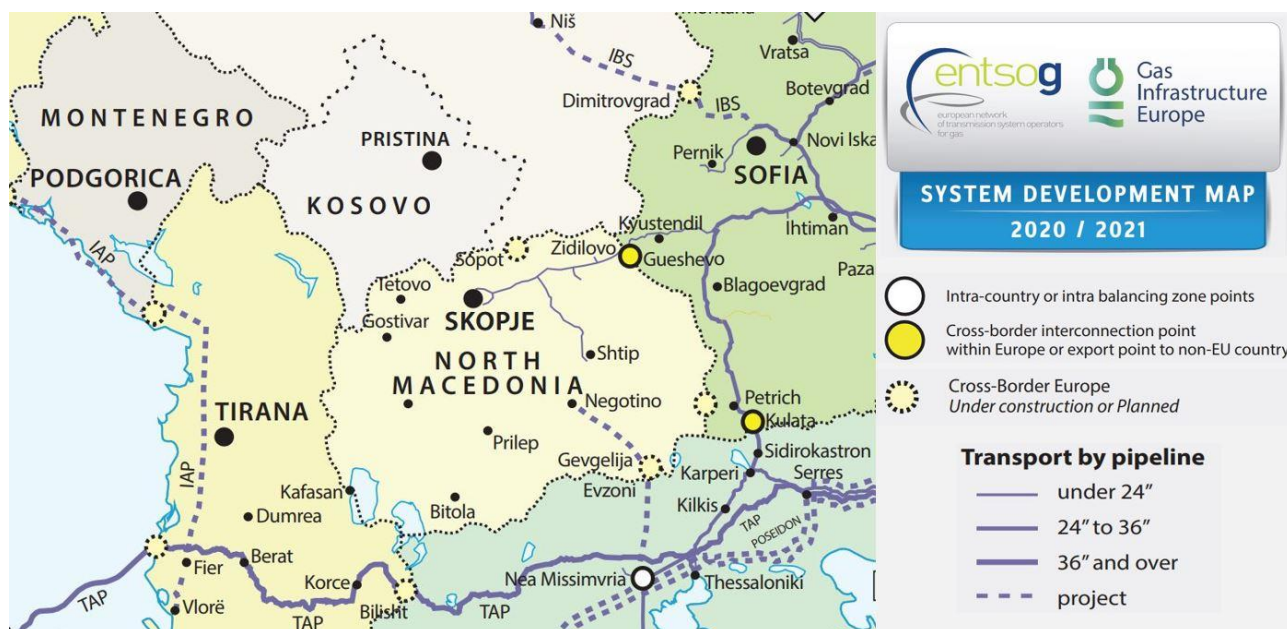 Niš
IBS
Vratsa
Botevgrad
Dimitrovgrad
IBS
MONTENEGRO
PRISTINA
Pernik
Novi Iska
SOFIA
PODGORICA
KOSOVO
Kyustendil
Ihtiman
Zidilovo
Gueshevo
Sopot
Paza
IAP
Tetovo
Blagoevgrad
SKOPJE
Gostivar
NORTH
MACEDONIA
Shtip
TIRANA
Negotino
Petrich
Kulata
Prilep
Gevgelija
Sidirokastron
IAP
Karperi
Serres
Kafasan
Evzoni
Bitola
Kilkis
Dumrea
TAP
POSEIDON
Fier
Berat
Korce
Nea Missimvria
Thessaloniki
TAP
Vlorë
Bilisht
TAP
TAP
entsog
european network
of transmission system operators
for gas
Gas
Infrastructure
Europe
SYSTEM DEVELOPMENT MAP
2020 / 2021
Intra-country or intra balancing zone points
Cross-border interconnection point
within Europe or export point to non-EU country
Cross-Border Europe
Under construction or Planned
Transport by pipeline
under 24”
24” to 36”
36” and over
project